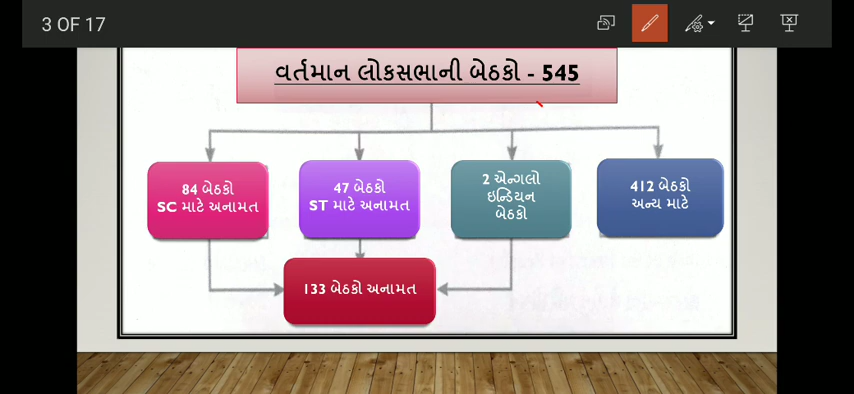 3 OF 17
વર્તમાન લોકસભાની બેઠકો - 545
84 બેઠકો
SC માટે અનામત
47 બેઠકો
ST માટે અનામત
2 એન્ગલો
ઇન્ડિયન
બેઠકો
412 બેઠકો
અન્ય માટે
133 બેઠકો અનામત